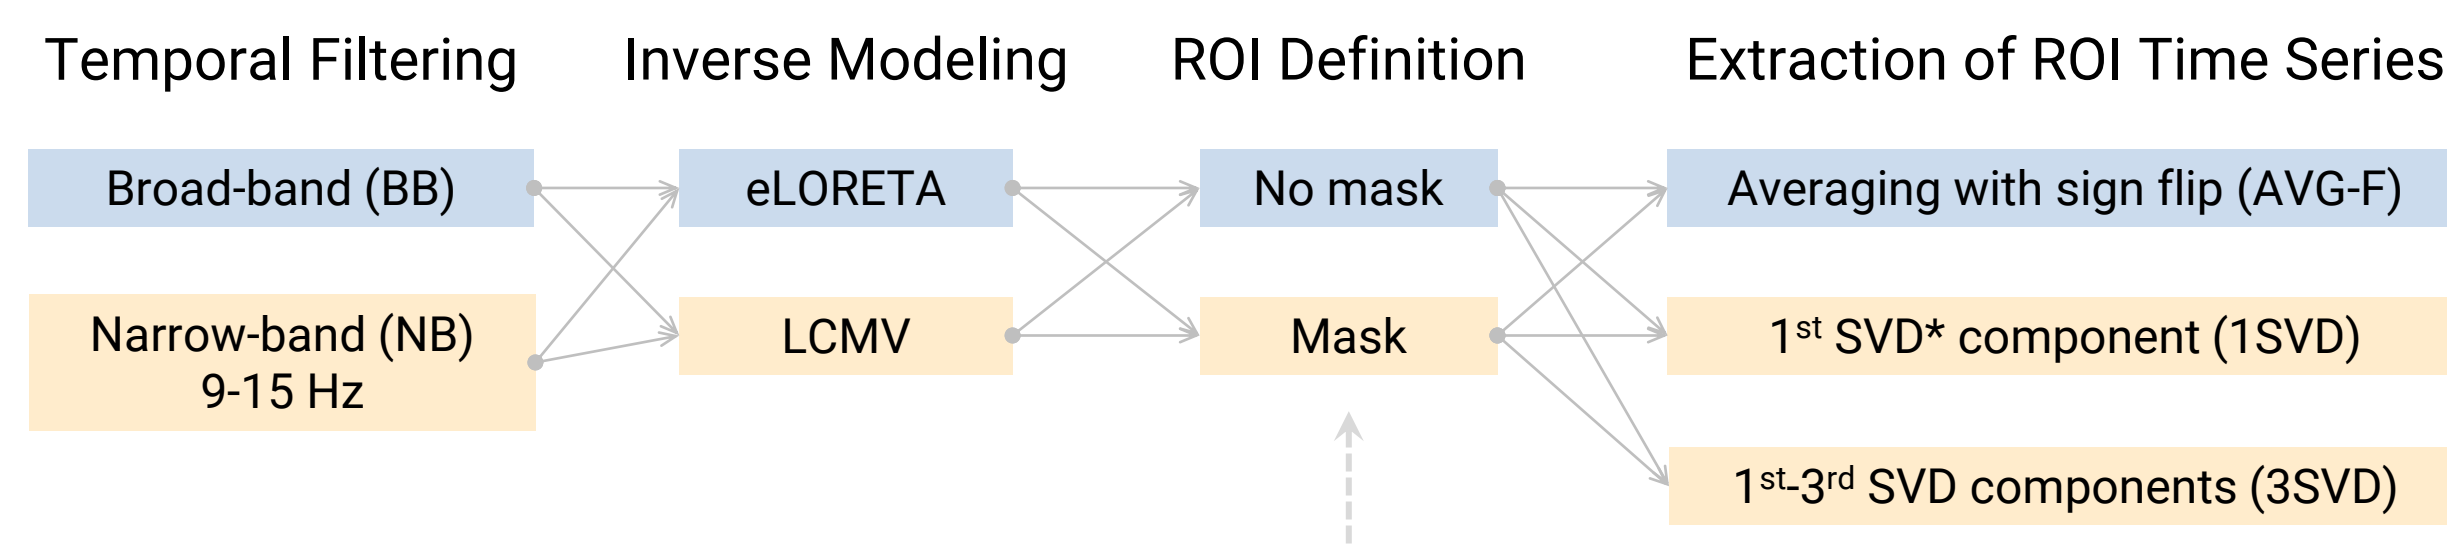 Temporal Filtering
Inverse Modeling
ROI Definition
Extraction of ROI Time Series
Broad-band (BB)
eLORETA
No mask
Averaging with sign flip (AVG-F)
Narrow-band (NB)
9-15 Hz
LCMV
Mask
1st SVD* component (1SVD)
1st-3rd SVD components (3SVD)